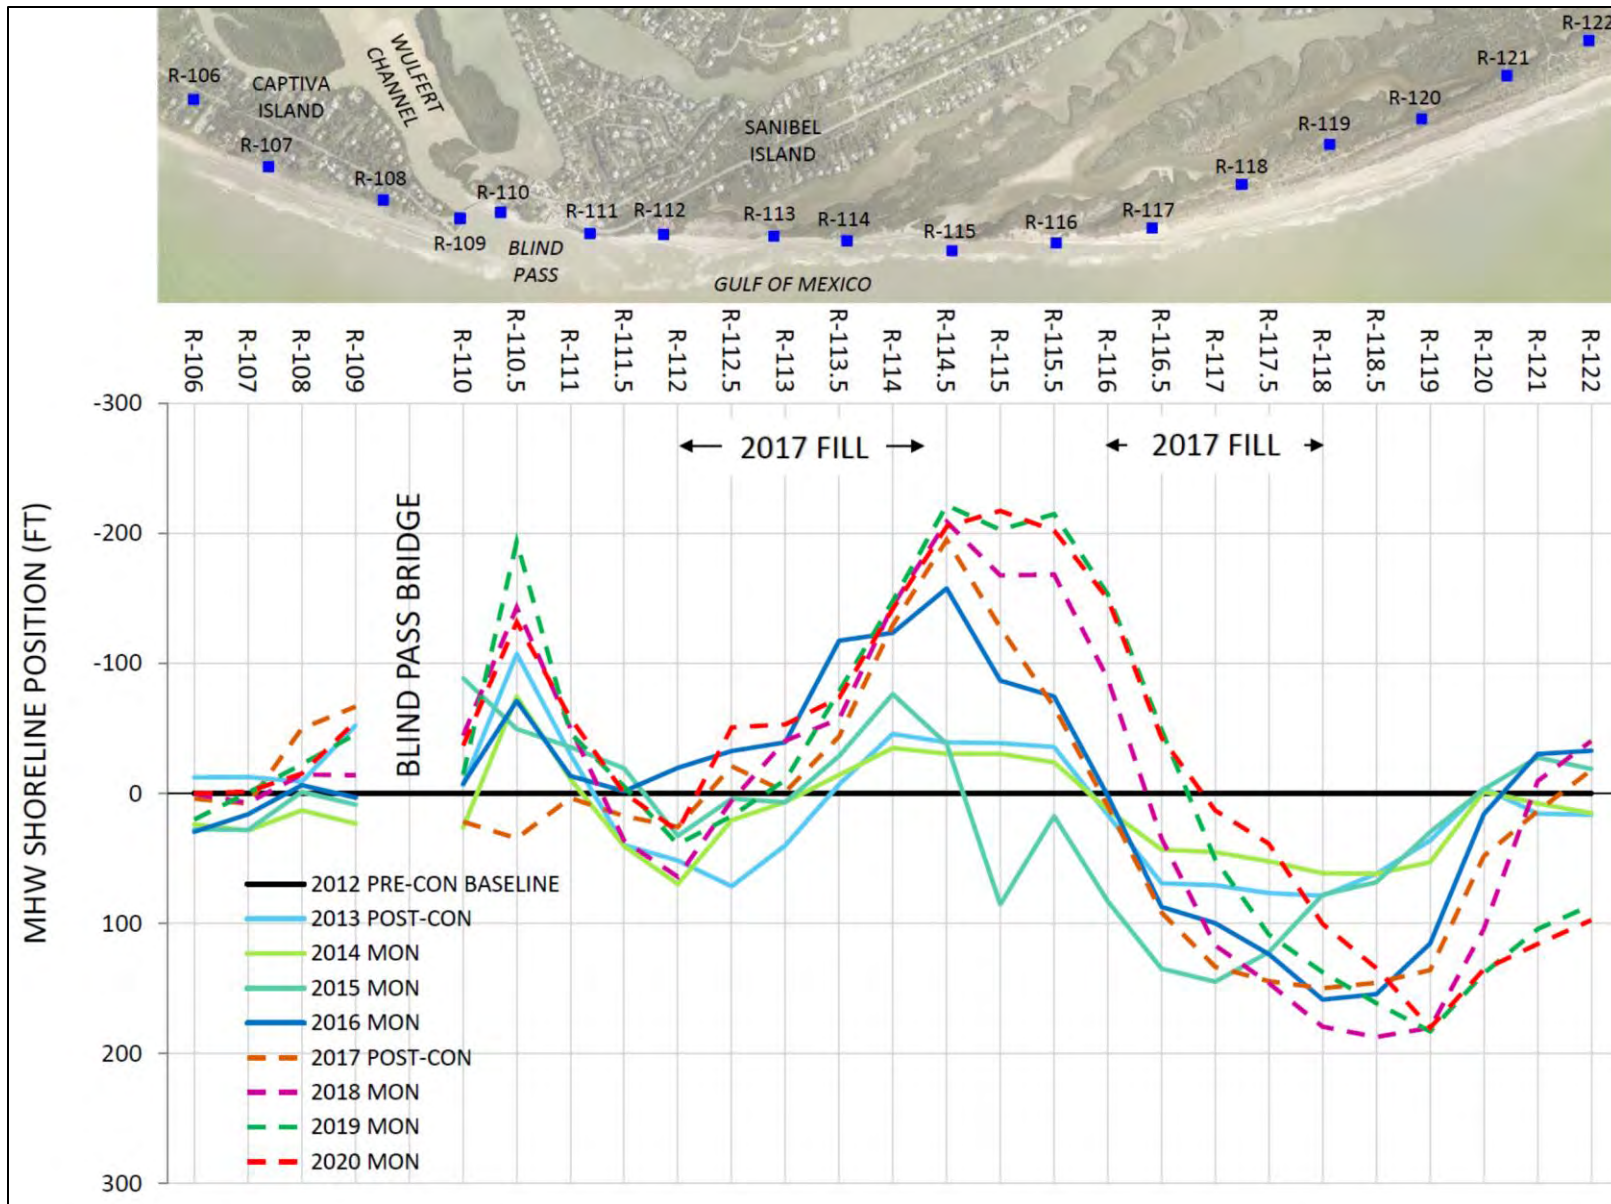 R-122
R-121
R-106
CAPTIVA
ISLAND
WULFERT
CHANNEL
R-120
R-119
SANIBEL
ISLAND
R-107
R-108
R-110
R-118
R-111
R-112
R-113
R-114
R-117
R-116
R-115
R-109
BLIND
PASS
GULF OF MEXICO
R-106
R-107
R-108
R-109
R-110
R-110.5
R-111
R-111.5
R-112
R-112.5
R-113
R-113.5
R-114
R-114.5
R-115
R-115.5
R-116
R-116.5
R-117
R-117.5
R-118
R-118.5
R-119
R-120
R-121
R-122
-300
-200
-100
0
100
200
300
MHW SHORELINE POSITION (FT)
BLIND PASS BRIDGE
2017 FILL
2017 FILL
2012 PRE-CON BASELINE
2013 POST-CON
2014 MON
2015 MON
2016 MON
2017 POST-CON
2018 MON
2019 MON
2020 MON